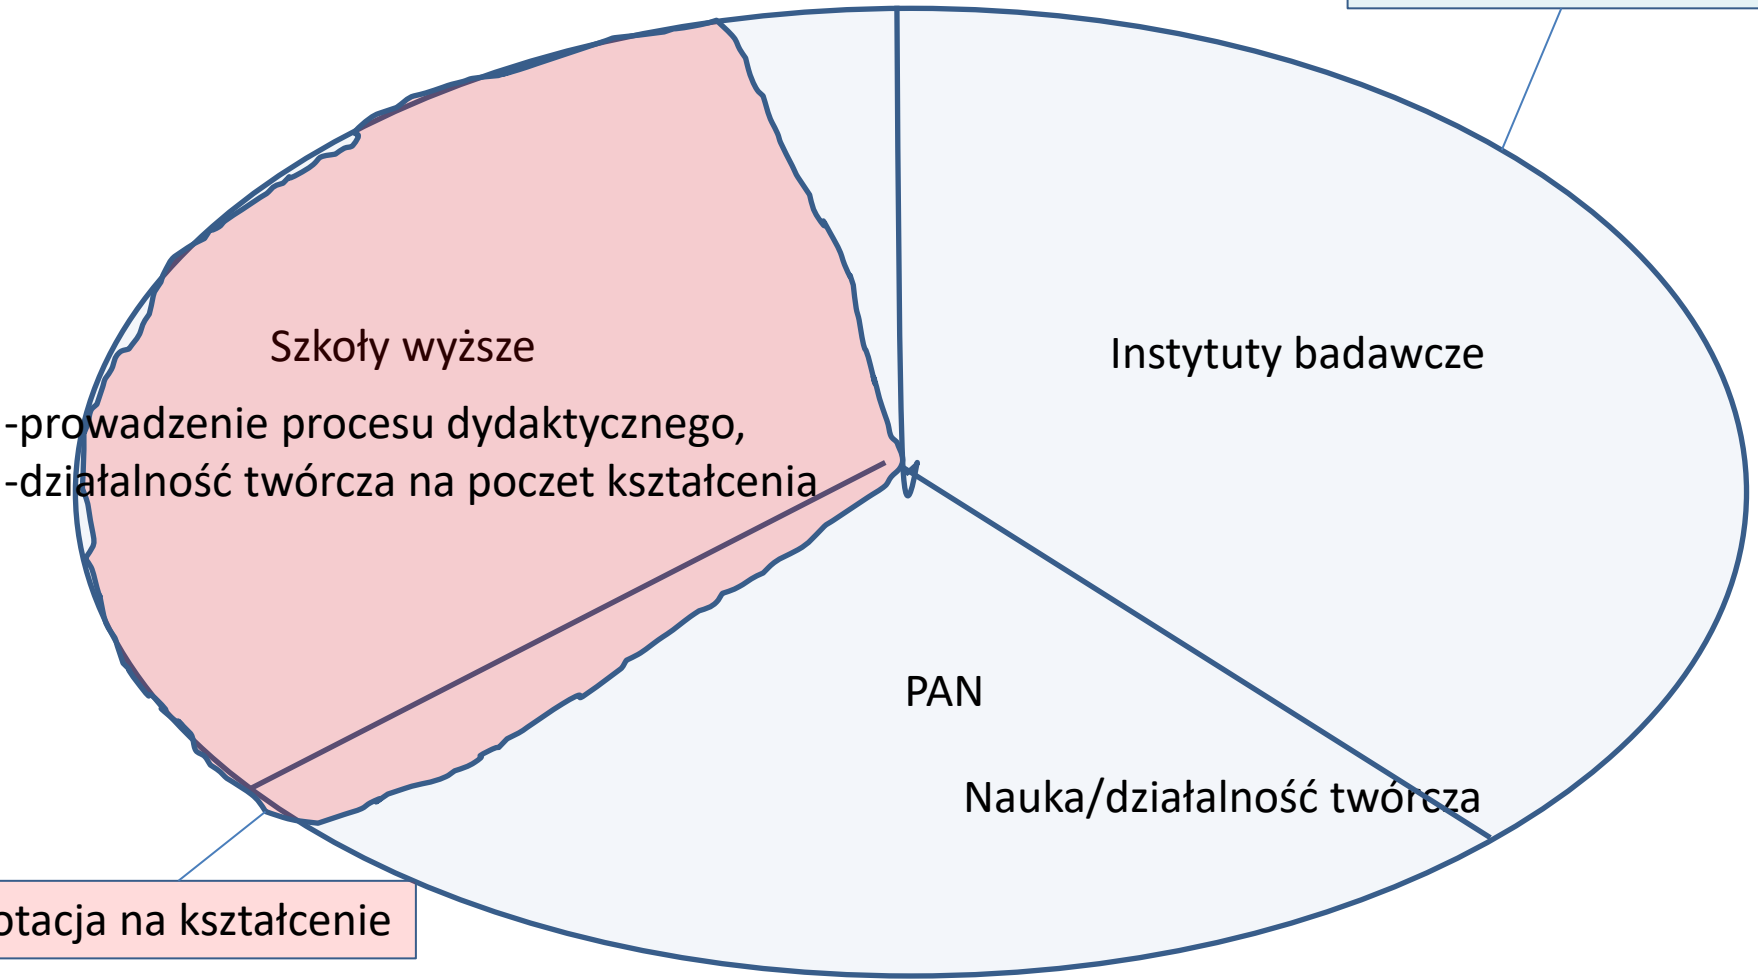 Szkoły wyższe
-prowadzenie procesu dydaktycznego,
-działalność twórcza na poczet kształcenia
Instytuty badawcze
PAN
Nauka/działalność twórcza
otacja na kształcenie